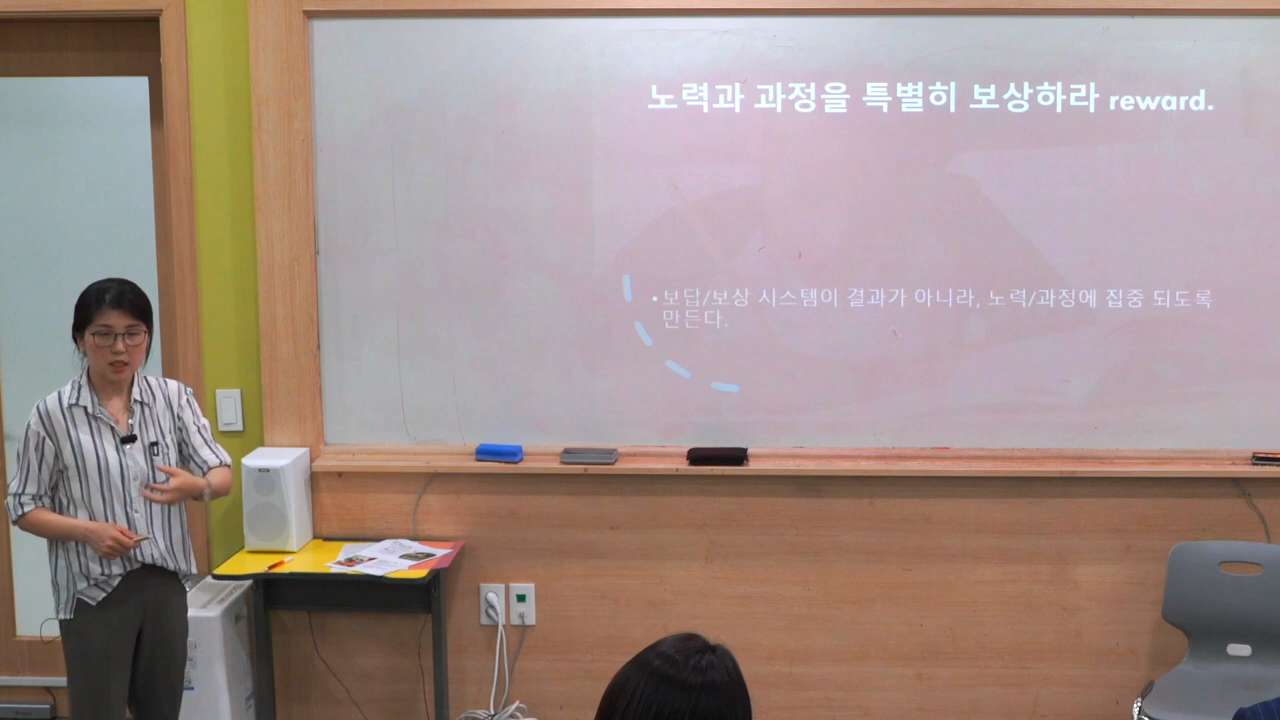 노력과 과정을 특별히 보상하라 reward.
• 보답/보상 시스템이 결과가 아니라, 노력/과정에 집중 되도록
만든다.